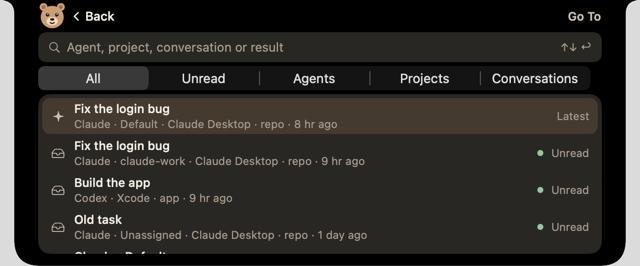 Back
Go To
Agent, project, conversation or result
↑↓ ↩
All
Unread
Agents
Projects
Conversations
Fix the login bug
Claude · Default · Claude Desktop · repo · 8 hr ago
Latest
Fix the login bug
Claude · claude-work · Claude Desktop · repo · 9 hr ago
Unread
Build the app
Codex · Xcode · app · 9 hr ago
Unread
Old task
Claude · Unassigned · Claude Desktop · repo · 1 day ago
Unread